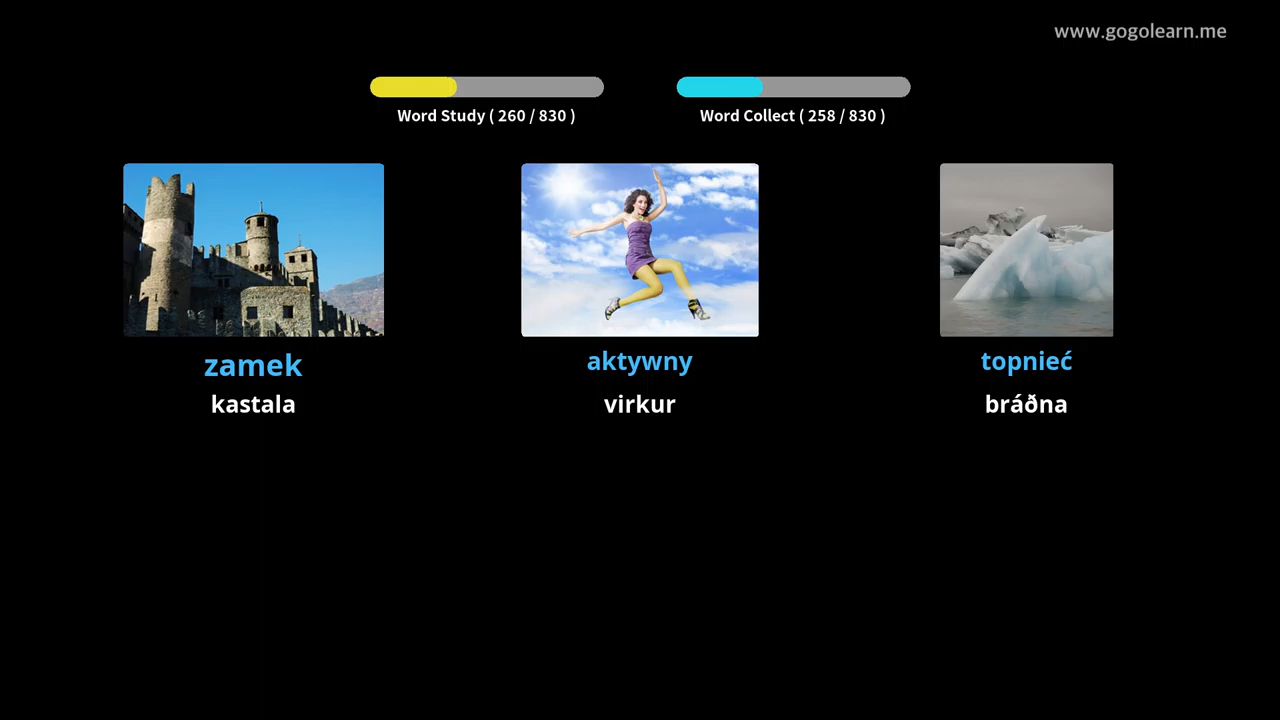 www.gogolearn.me
Word Study ( 260 / 830 )
Word Collect ( 258 / 830 )
zamek
kastala
aktywny
virkur
topnieć
bráðna